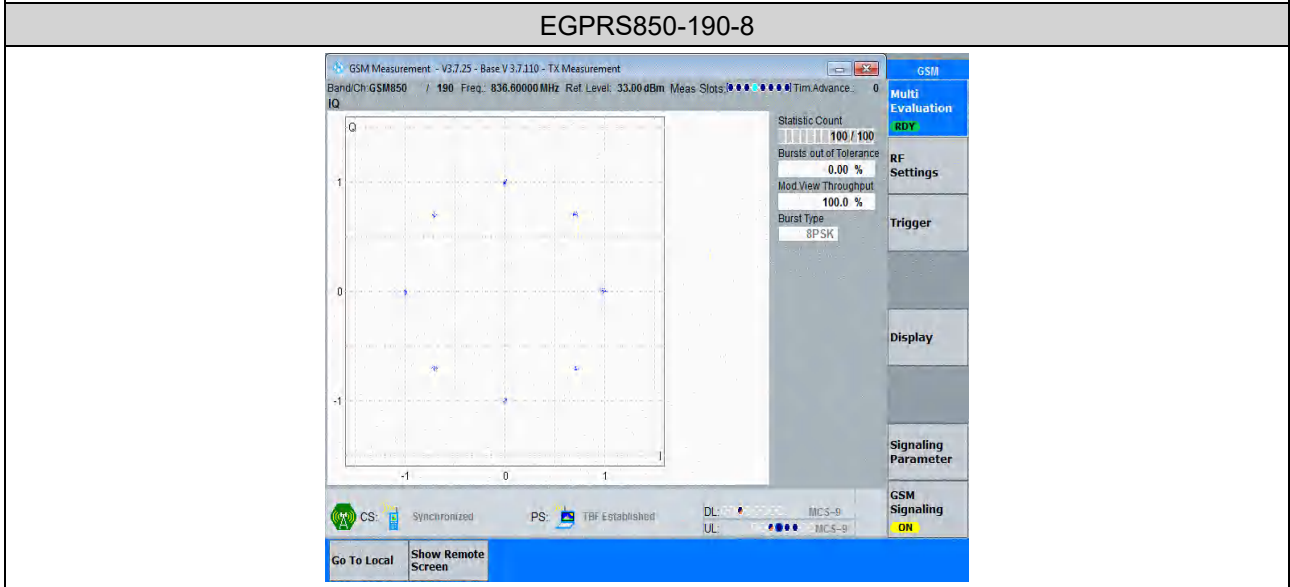 EGPRS850-190-8
GSM Measurement - V3.7.25 - Base V 3.7.110 - TX Measurement
Band/Ch:GSM850 / 190 Freq.: 836.60000 MHz Ref. Level: 33.00 dBm Meas Slots: Tim.Advance.: 0
IQ
Q
1
0
-1
-1 0 1
I
Statistic Count
100 / 100
Bursts out of Tolerance
0.00 %
Mod.View Throughput
100.0 %
Burst Type
8PSK
GSM
Multi
Evaluation
RDY
RF
Settings
Trigger
Display
Signaling
Parameter
GSM
Signaling
ON
CS: Synchronized PS: TBF Established DL: MCS-9
UL: MCS-9
Go To Local
Show Remote
Screen